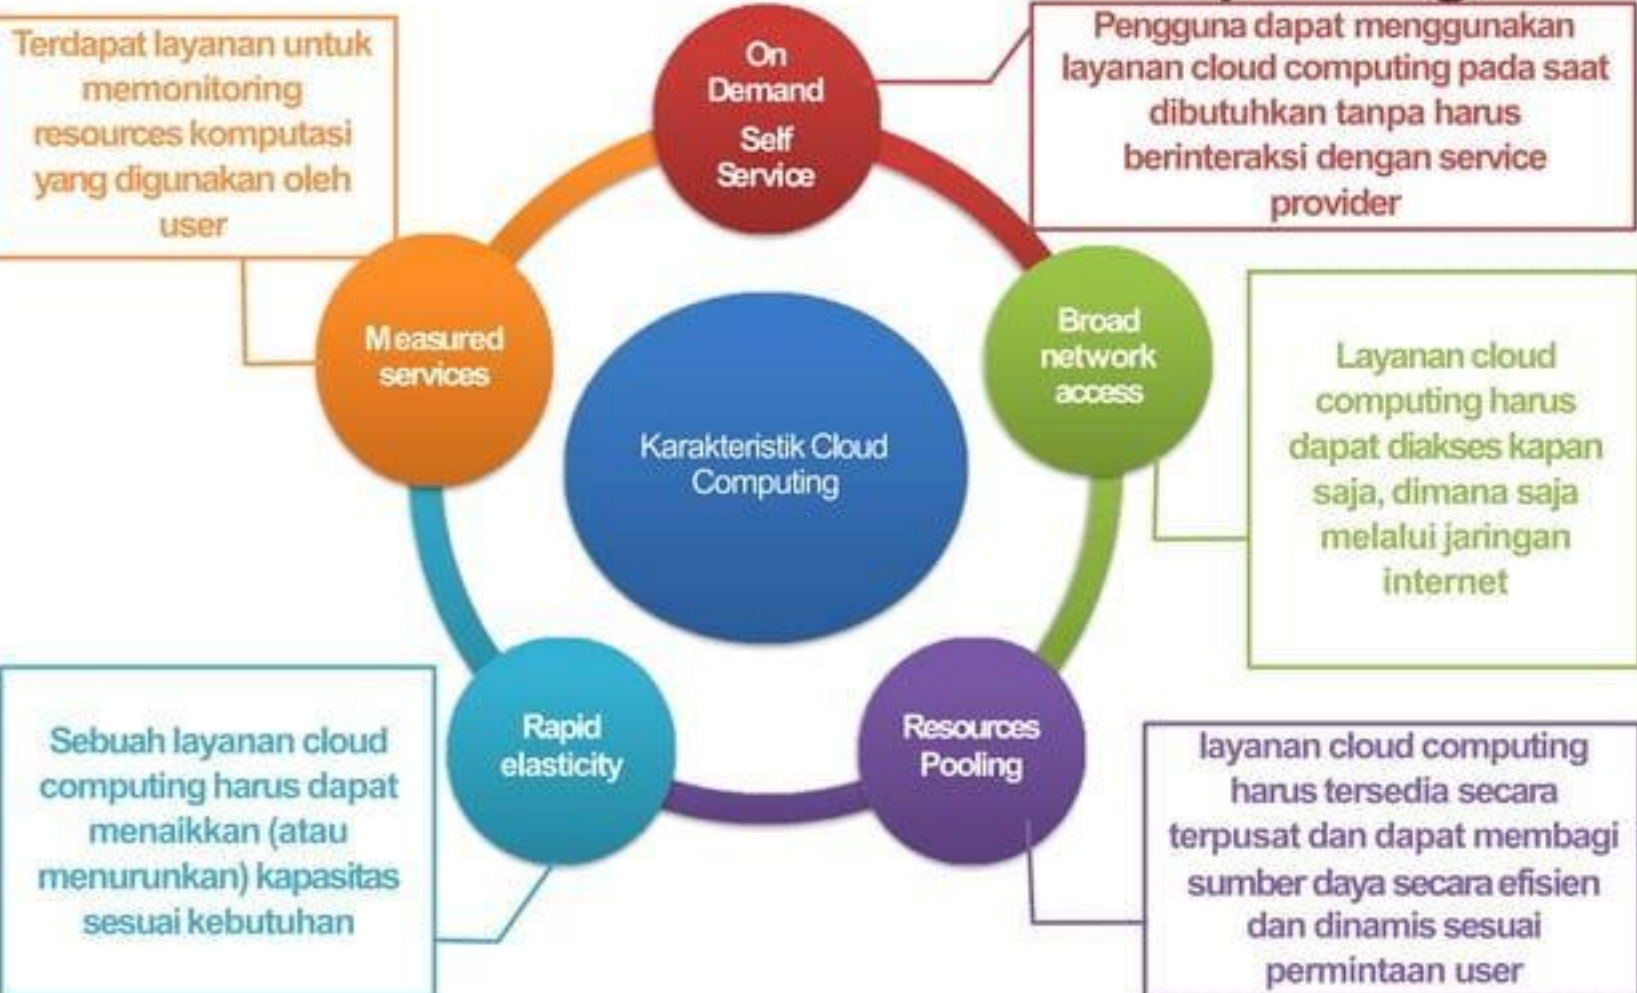 Terdapat layanan untuk
memonitoring
resources komputasi
yang digunakan oleh
user
On
Demand
Self
Service
Pengguna dapat menggunakan
layanan cloud computing pada saat
dibutuhkan tanpa harus
berinteraksi dengan service
provider
Measured
services
Broad
network
access
Layanan cloud
computing harus
dapat diakses kapan
saja, dimana saja
melalui jaringan
internet
Karakteristik Cloud
Computing
Rapid
elasticity
Resources
Pooling
Sebuah layanan cloud
computing harus dapat
menaikkan (atau
menurunkan) kapasitas
sesuai kebutuhan
layanan cloud computing
harus tersedia secara
terpusat dan dapat membagi
sumber daya secara efisien
dan dinamis sesuai
permintaan user